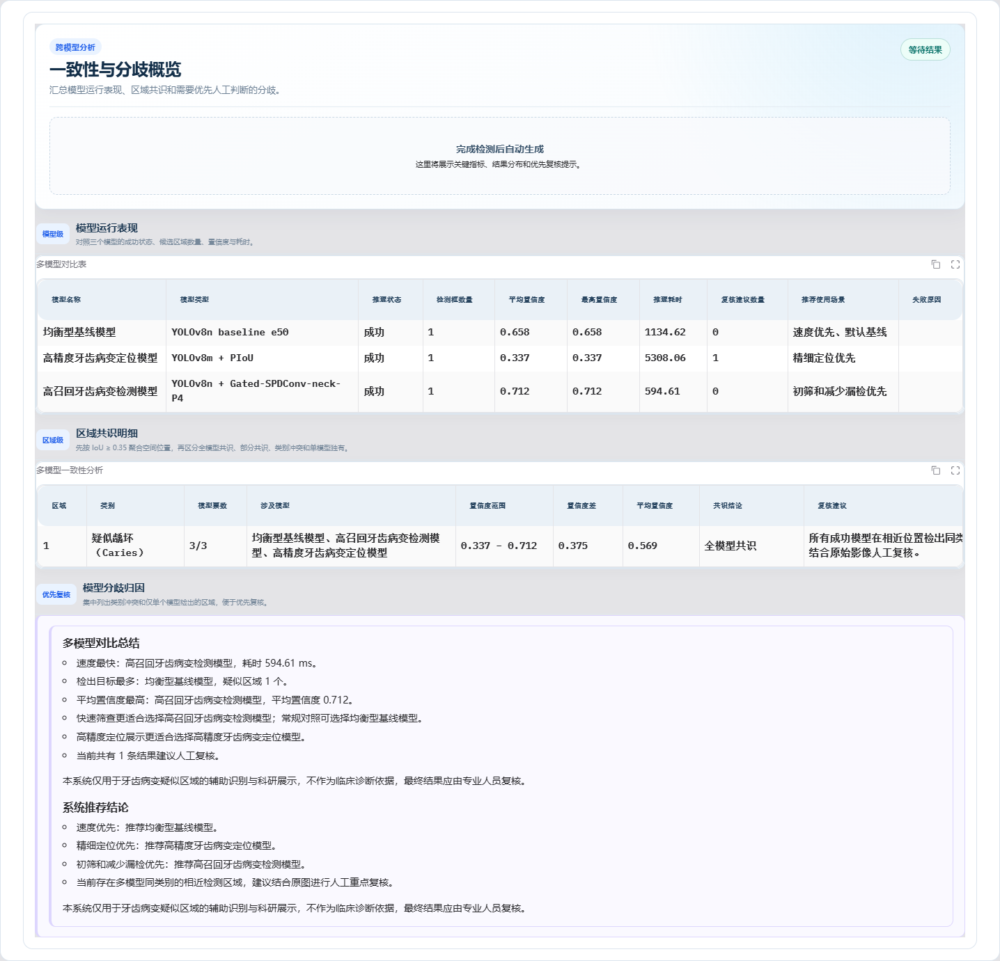 跨模型分析
等待结果
一致性与分歧概览
汇总模型运行表现、区域共识和需要优先人工判断的分歧。
完成检测后自动生成
这里将展示关键指标、结果分布和优先复核提示。
模型级
模型运行表现
对照三个模型的成功状态、候选区域数量、置信度与耗时。
多模型对比表
模型名称 模型类型 推理状态 检测框数量 平均置信度 最高置信度 推理耗时 复核建议数量 推荐使用场景 失败原因
均衡型基线模型 YOLOv8n baseline e50 成功 1 0.658 0.658 1134.62 0 速度优先、默认基线
高精度牙齿病变定位模型 YOLOv8m + PIoU 成功 1 0.337 0.337 5308.06 1 精细定位优先
高召回牙齿病变检测模型 YOLOv8n + Gated-SPDConv-neck-
P4 成功 1 0.712 0.712 594.61 0 初筛和减少漏检优先
区域级
区域共识明细
先按 IoU ≥ 0.35 聚合空间位置，再区分全模型共识、部分共识、类别冲突和单模型独有。
多模型一致性分析
区域 类别 模型票数 涉及模型 置信度范围 置信度差 平均置信度 共识结论 复核建议
1 疑似龋坏
（Caries） 3/3 均衡型基线模型、高召回牙齿病变检测模
型、高精度牙齿病变定位模型 0.337 - 0.712 0.375 0.569 全模型共识 所有成功模型在相近位置检出同类
结合原始影像人工复核。
优先复核
模型分歧归因
集中列出类别冲突和仅单个模型检出的区域，便于优先复核。
多模型对比总结
速度最快：高召回牙齿病变检测模型，耗时 594.61 ms。
检出目标最多：均衡型基线模型，疑似区域 1 个。
平均置信度最高：高召回牙齿病变检测模型，平均置信度 0.712。
快速筛查更适合选择高召回牙齿病变检测模型；常规对照可选择均衡型基线模型。
高精度定位展示更适合选择高精度牙齿病变定位模型。
当前共有 1 条结果建议人工复核。
本系统仅用于牙齿病变疑似区域的辅助识别与科研展示，不作为临床诊断依据，最终结果应由专业人员复核。
系统推荐结论
速度优先：推荐均衡型基线模型。
精细定位优先：推荐高精度牙齿病变定位模型。
初筛和减少漏检优先：推荐高召回牙齿病变检测模型。
当前存在多模型同类别的相近检测区域，建议结合原图进行人工重点复核。
本系统仅用于牙齿病变疑似区域的辅助识别与科研展示，不作为临床诊断依据，最终结果应由专业人员复核。